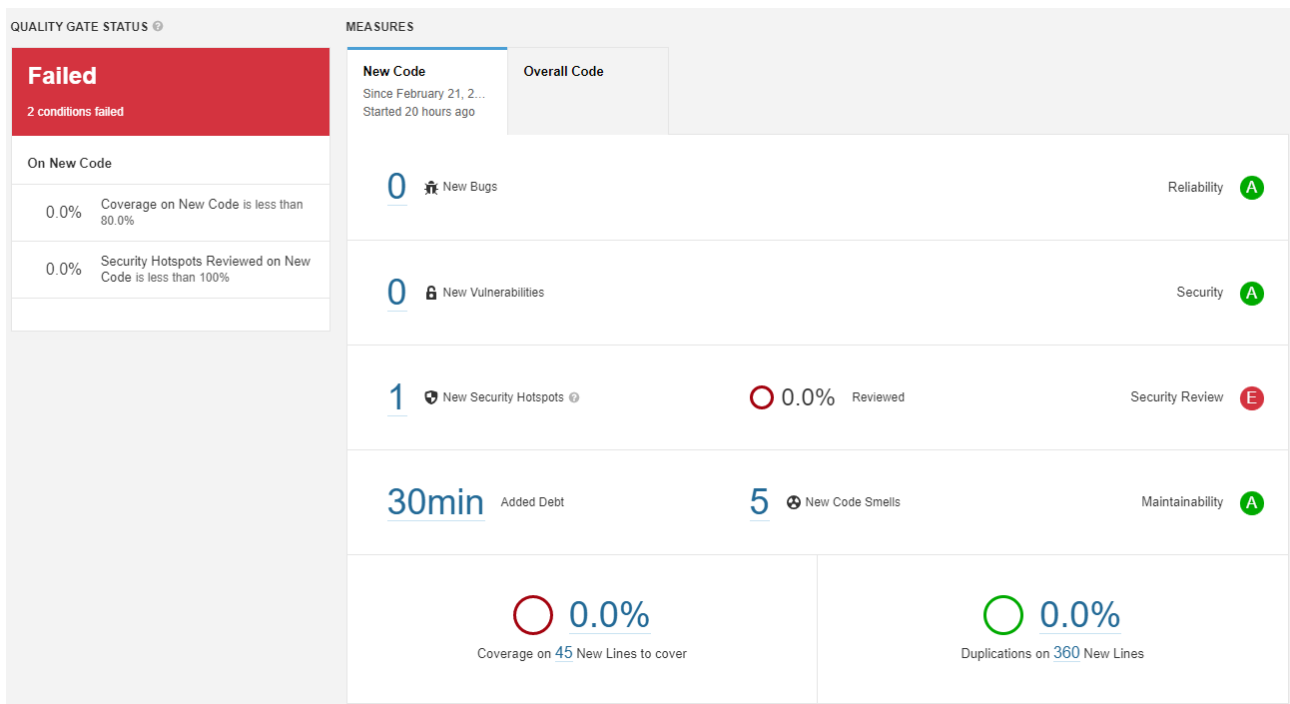 QUALITY GATE STATUS
MEASURES
Failed
2 conditions failed
On New Code
0.0% Coverage on New Code is less than
80.0%
0.0% Security Hotspots Reviewed on New
Code is less than 100%
New Code
Since February 21, 2...
Started 20 hours ago
Overall Code
0 New Bugs Reliability A
0 New Vulnerabilities Security A
1 New Security Hotspots 0.0% Reviewed Security Review E
30min Added Debt 5 New Code Smells Maintainability A
0.0%
Coverage on 45 New Lines to cover
0.0%
Duplications on 360 New Lines